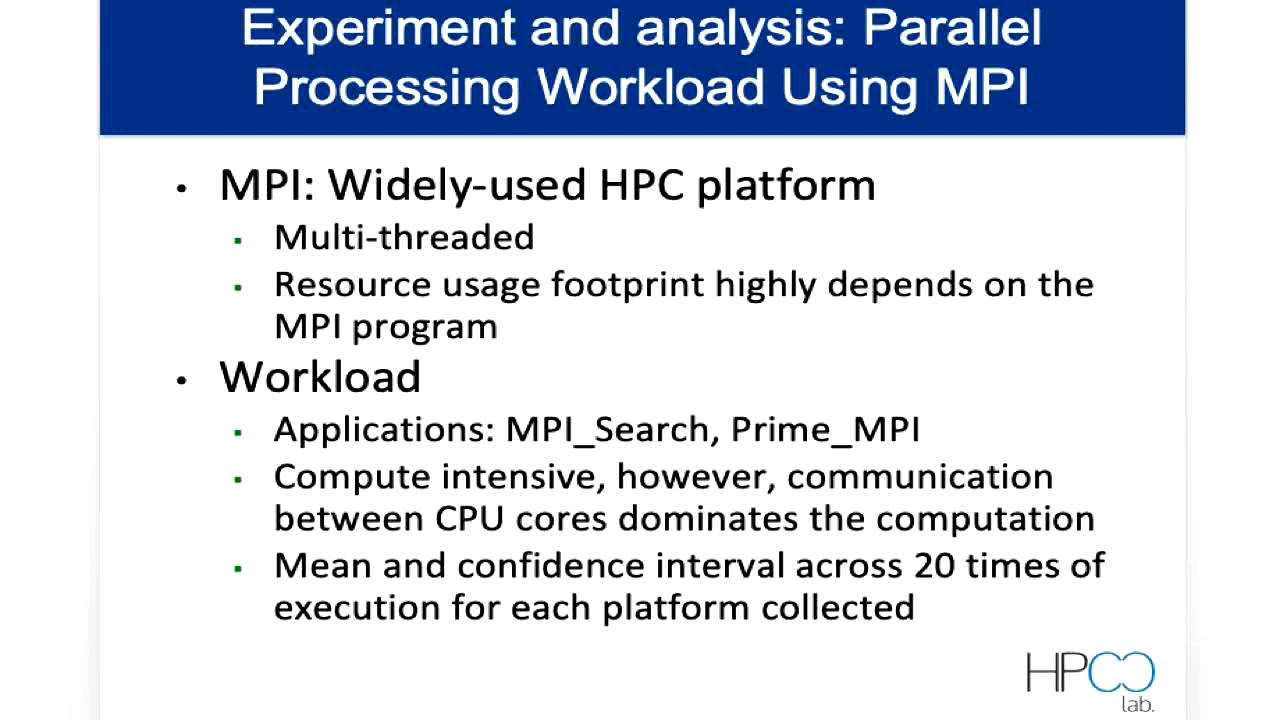 Experiment and analysis: Parallel
Processing Workload Using MPI
• MPI: Widely-used HPC platform
▪ Multi-threaded
▪ Resource usage footprint highly depends on the
MPI program
• Workload
▪ Applications: MPI_Search, Prime_MPI
▪ Compute intensive, however, communication
between CPU cores dominates the computation
▪ Mean and confidence interval across 20 times of
execution for each platform collected
HPCC
lab.